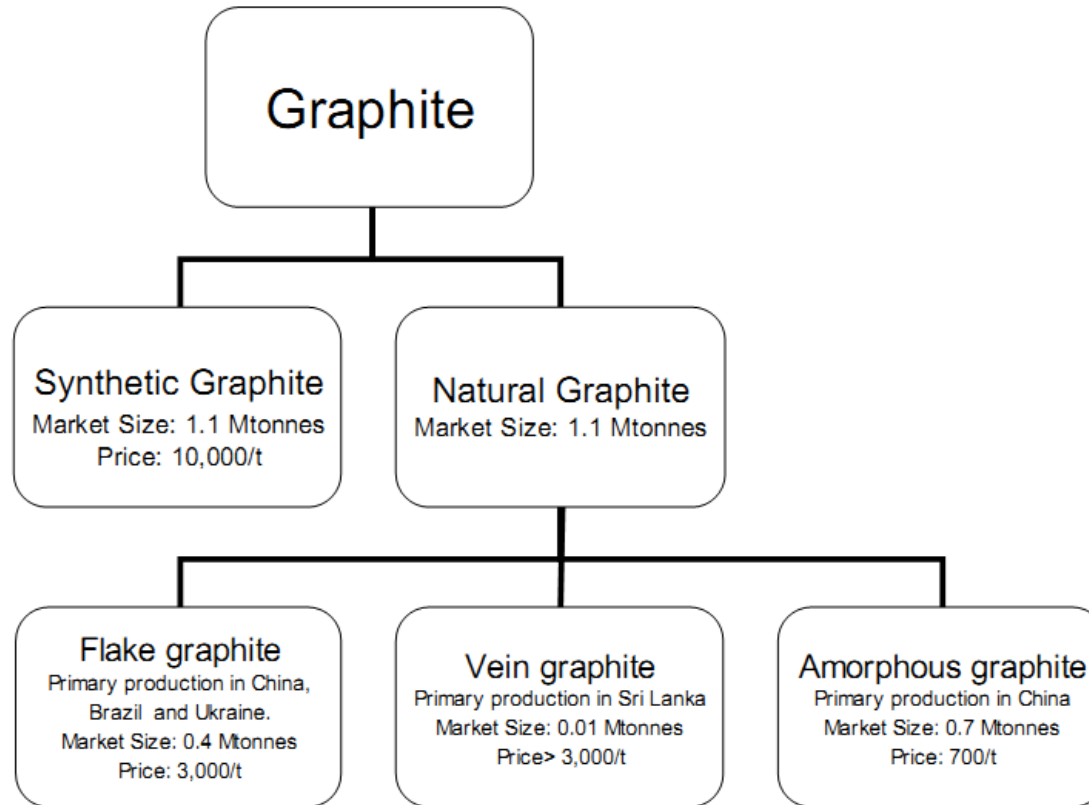 Graphite
Synthetic Graphite
Market Size: 1.1 Mtonnes
Price: 10,000/t
Natural Graphite
Market Size: 1.1 Mtonnes
Flake graphite
Primary production in China,
Brazil and Ukraine.
Market Size: 0.4 Mtonnes
Price: 3,000/t
Vein graphite
Primary production in Sri Lanka
Market Size: 0.01 Mtonnes
Price> 3,000/t
Amorphous graphite
Primary production in China
Market Size: 0.7 Mtonnes
Price: 700/t